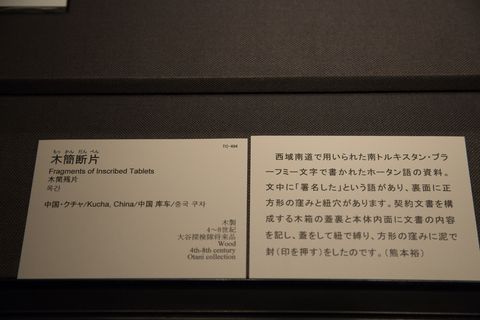 もっ かん だん ぺん
木簡断片
TC-494
Fragments of Inscribed Tablets
木简残片
목간
中国・クチャ/Kucha, China/中国 库车/중국 쿠차
木製
4～8世紀
大谷探検隊将来品
Wood
4th-8th century
Otani collection
西域南道で用いられた南トルキスタン・ブラ
ーフミー文字で書かれたホータン語の資料。
文中に「署名した」という語があり、裏面に正
方形の窪みと紐穴があります。契約文書を構
成する木箱の蓋裏と本体内面に文書の内容
を記し、蓋をして紐で縛り、方形の窪みに泥で
封(印を押す)をしたのです。(熊本裕)